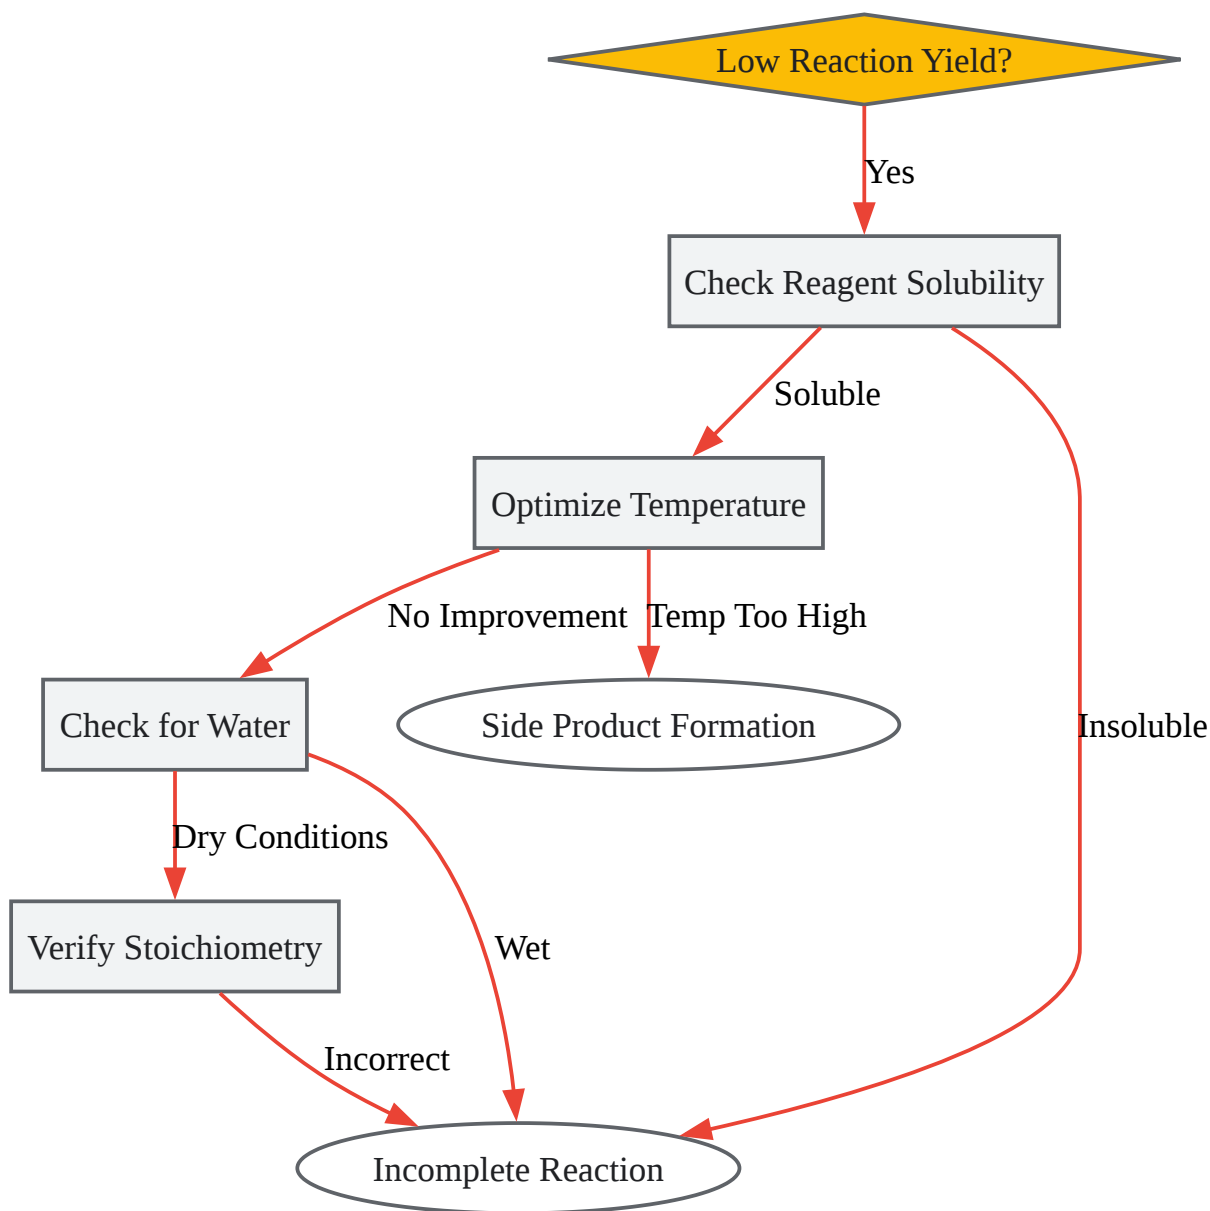 Low Reaction Yield?
Yes
Check Reagent Solubility
Soluble
Optimize Temperature
No Improvement
Temp Too High
Check for Water
Side Product Formation
Insoluble
Dry Conditions
Verify Stoichiometry
Wet
Incorrect
Incomplete Reaction